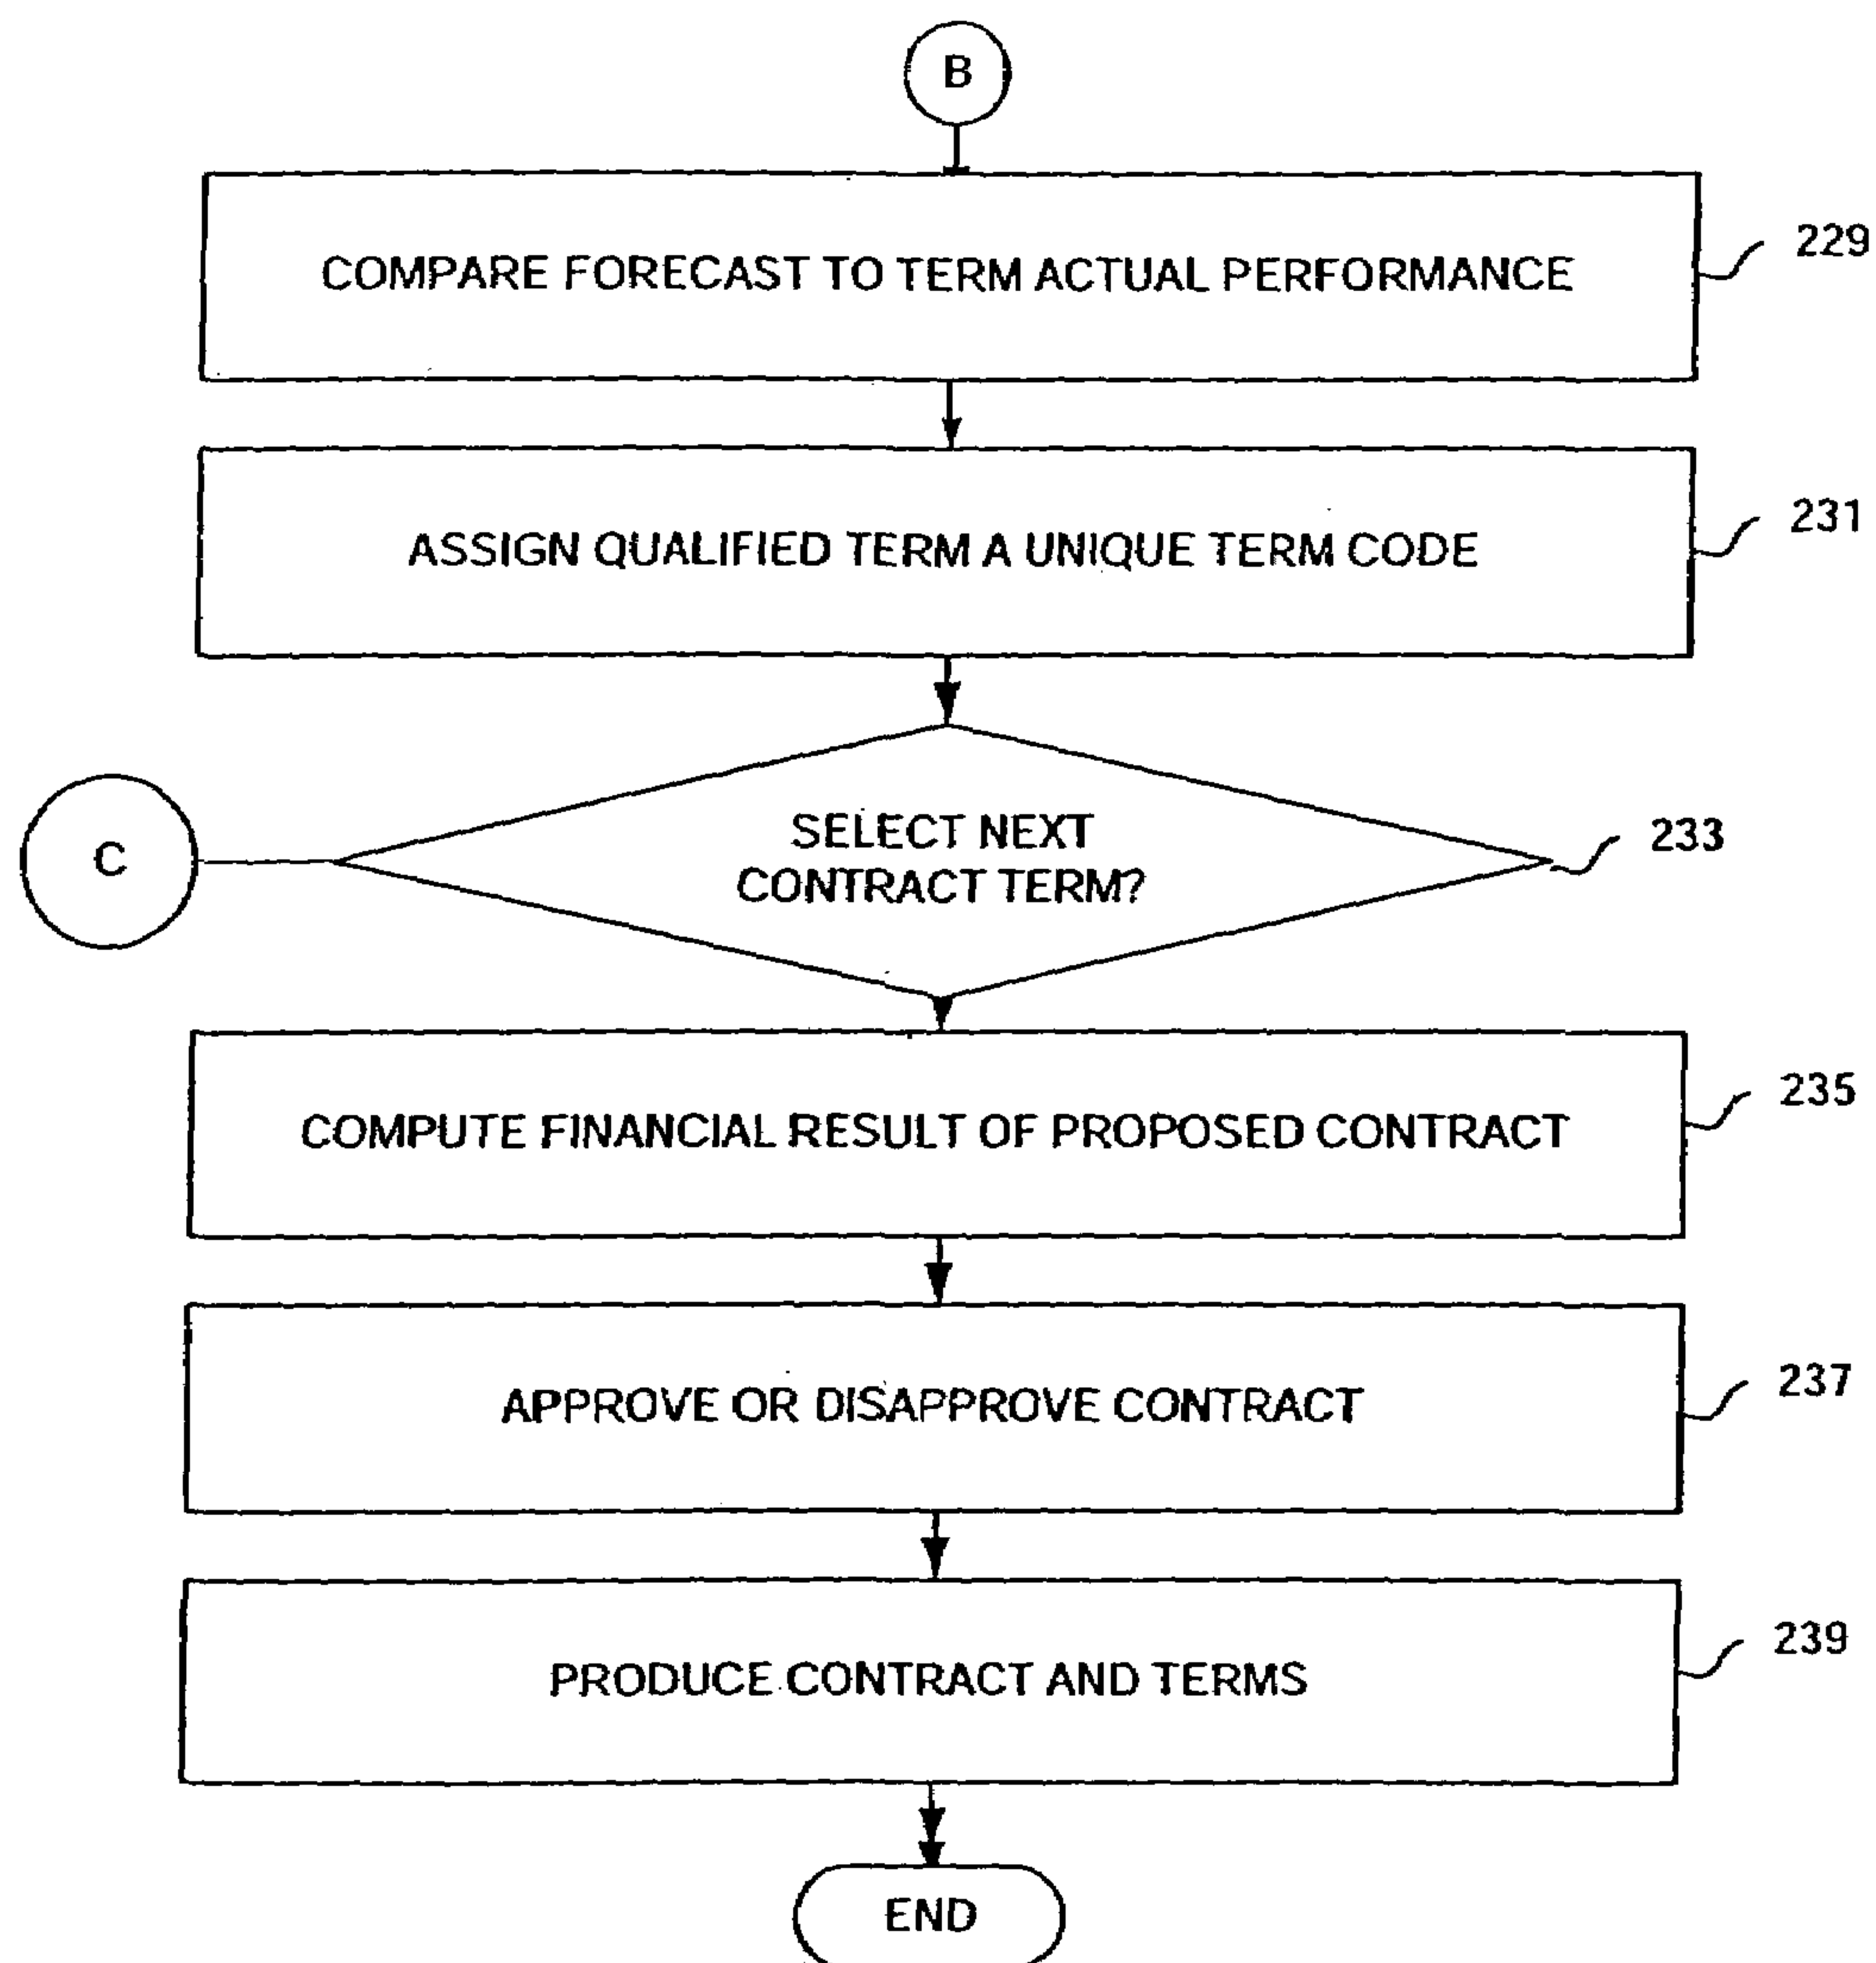 B
COMPARE FORECAST TO TERM ACTUAL PERFORMANCE
229
ASSIGN QUALIFIED TERM A UNIQUE TERM CODE
231
C
SELECT NEXT
CONTRACT TERM?
233
COMPUTE FINANCIAL RESULT OF PROPOSED CONTRACT
235
APPROVE OR DISAPPROVE CONTRACT
237
PRODUCE CONTRACT AND TERMS
239
END